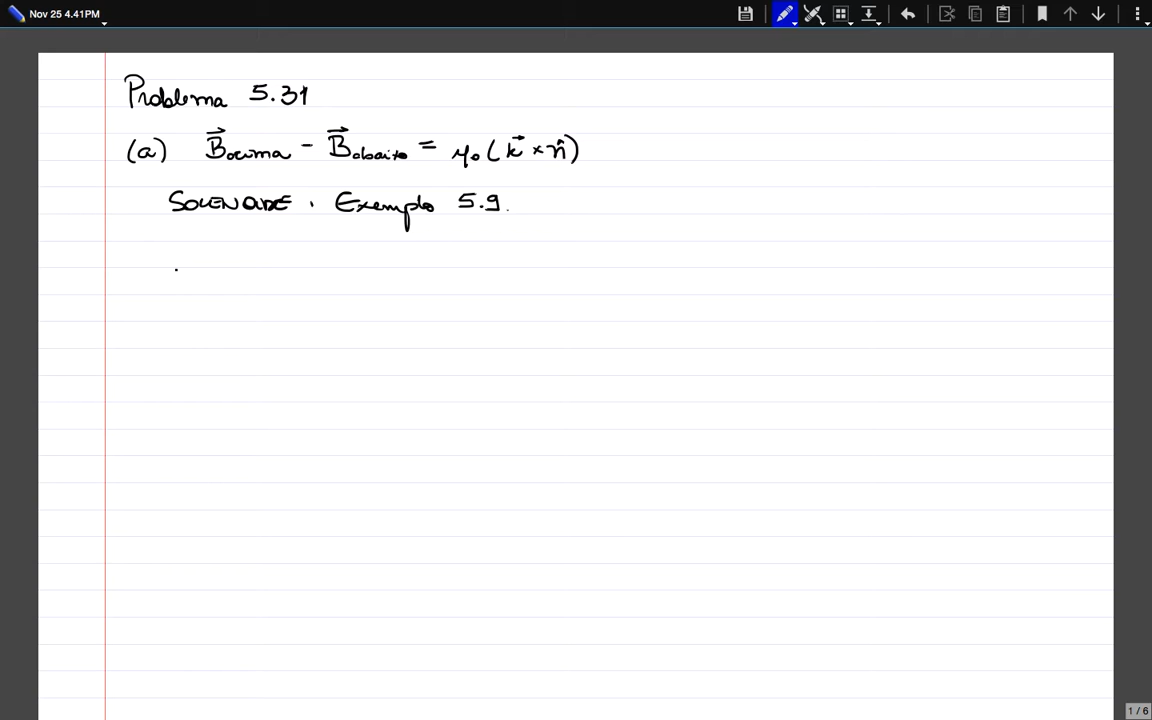 Nov 25 4.41PM
Problema 5.31
(a) B⃗acima - B⃗abaixo = μ₀(k⃗ × n̂)
SOLENOIDE . Exemplo 5.9.
1 / 6